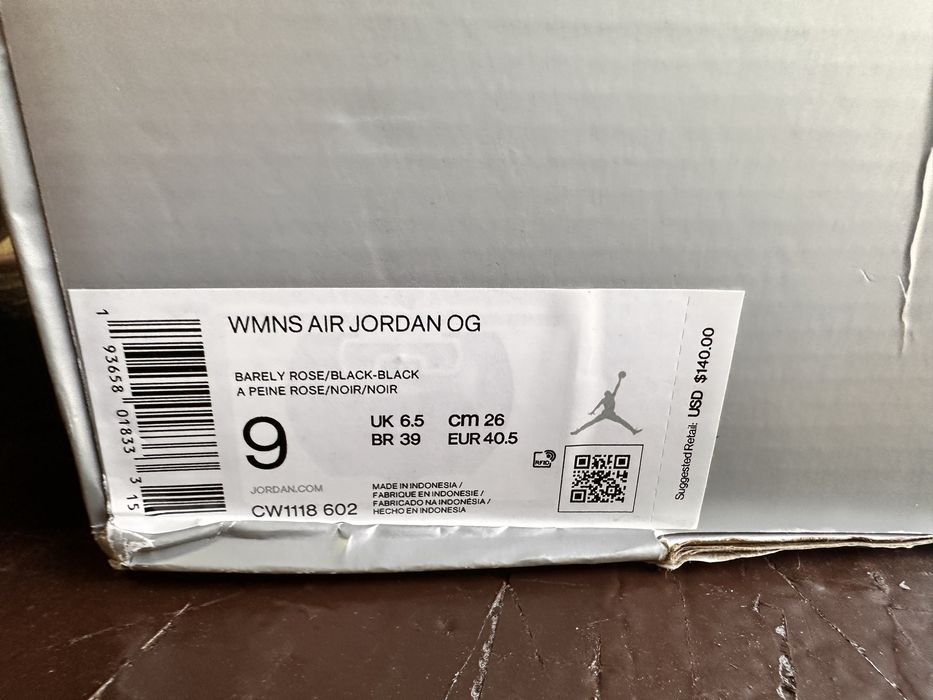 WMNS AIR JORDAN OG
BARELY ROSE/BLACK-BLACK
A PEINE ROSE/NOIR/NOIR
9
UK 6.5 cm 26
BR 39 EUR 40.5
RFID
JORDAN.COM
CW1118 602
MADE IN INDONESIA /
FABRIQUE EN INDONESIE /
FABRICADO NA INDONÉSIA /
HECHO EN INDONESIA
1 93658 01833 3 15
Suggested Retail: USD $140.00